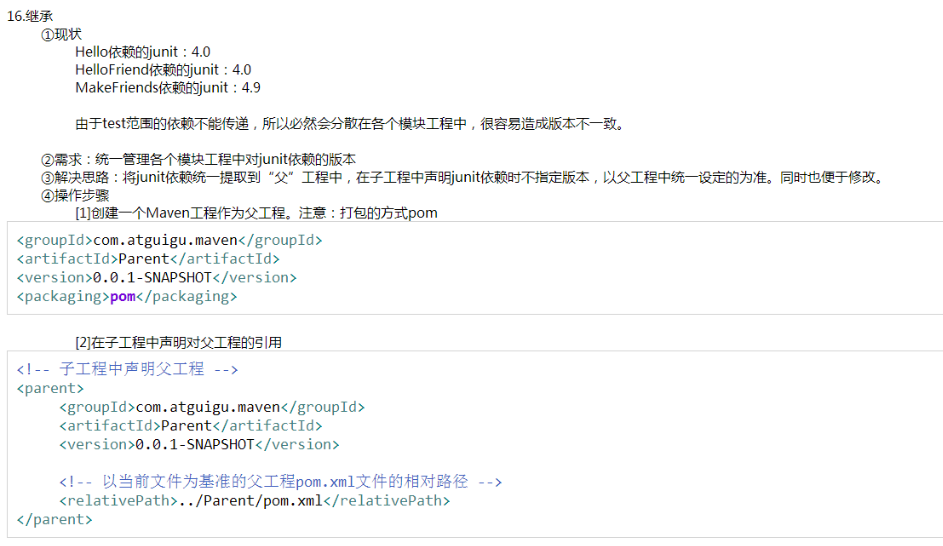 16.继承
①现状
Hello依赖的junit：4.0
HelloFriend依赖的junit：4.0
MakeFriends依赖的junit：4.9
由于test范围的依赖不能传递，所以必然会分散在各个模块工程中，很容易造成版本不一致。
②需求：统一管理各个模块工程中对junit依赖的版本
③解决思路：将junit依赖统一提取到“父”工程中，在子工程中声明junit依赖时不指定版本，以父工程中统一设定的为准。同时也便于修改。
④操作步骤
[1]创建一个Maven工程作为父工程。注意：打包的方式pom
<groupId>com.atguigu.maven</groupId>
<artifactId>Parent</artifactId>
<version>0.0.1-SNAPSHOT</version>
<packaging>pom</packaging>
[2]在子工程中声明对父工程的引用
<!-- 子工程中声明父工程 -->
<parent>
<groupId>com.atguigu.maven</groupId>
<artifactId>Parent</artifactId>
<version>0.0.1-SNAPSHOT</version>
<!-- 以当前文件为基准的父工程pom.xml文件的相对路径 -->
<relativePath>../Parent/pom.xml</relativePath>
</parent>